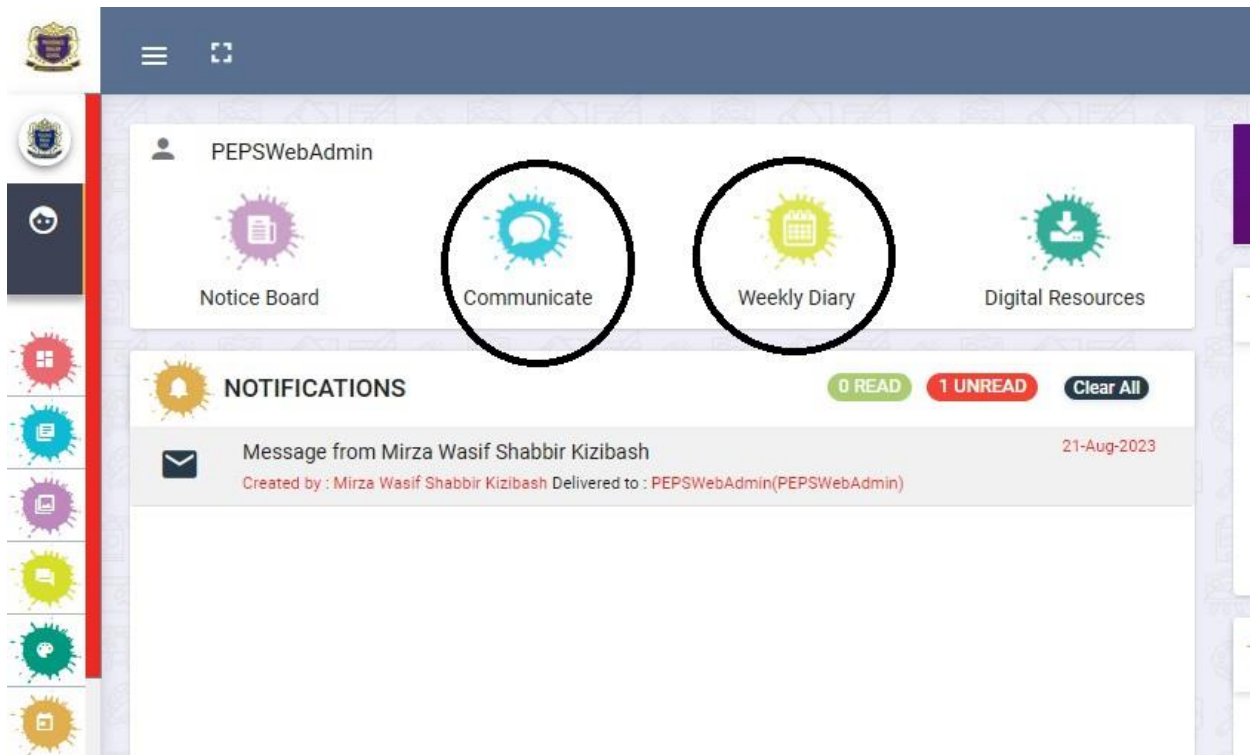 PEPSWebAdmin
Notice Board
Communicate
Weekly Diary
Digital Resources
NOTIFICATIONS
0 READ
1 UNREAD
Clear All
Message from Mirza Wasif Shabbir Kizibash
21-Aug-2023
Created by : Mirza Wasif Shabbir Kizibash Delivered to : PEPSWebAdmin(PEPSWebAdmin)